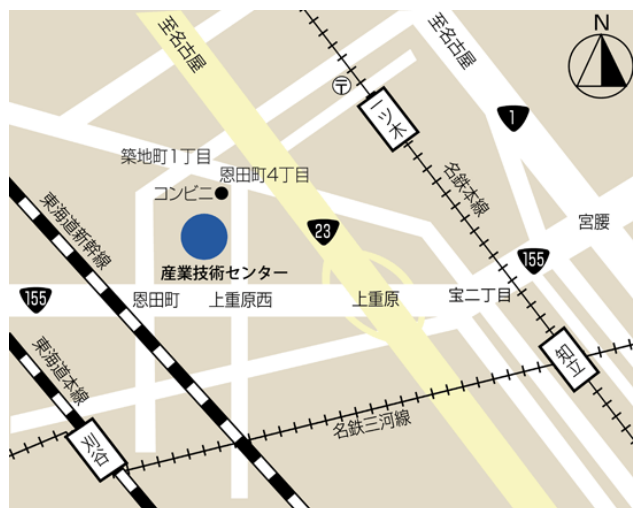 至名古屋
至名古屋
N
〒
一ツ木
1
築地町1丁目
恩田町4丁目
コンビニ
名鉄本線
東海道新幹線
23
宮腰
155
産業技術センター
155
恩田町
上重原西
上重原
宝二丁目
知立
東海道本線
名鉄三河線
刈谷